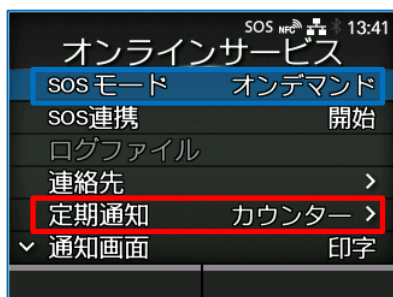 SOS NFC 13:41
オンラインサービス
SOSモード オンデマンド
SOS連携 開始
ログファイル
連絡先
定期通知 カウンター
通知画面 印字